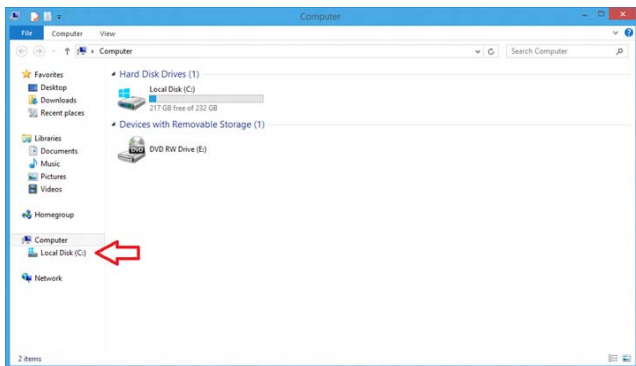 Computer
File Computer View
Computer
Search Computer
Favorites
Desktop
Downloads
Recent places
Libraries
Documents
Music
Pictures
Videos
Homegroup
Computer
Local Disk (C:)
Network
Hard Disk Drives (1)
Local Disk (C:)
217 GB free of 232 GB
Devices with Removable Storage (1)
DVD
DVD RW Drive (E:)
2 items